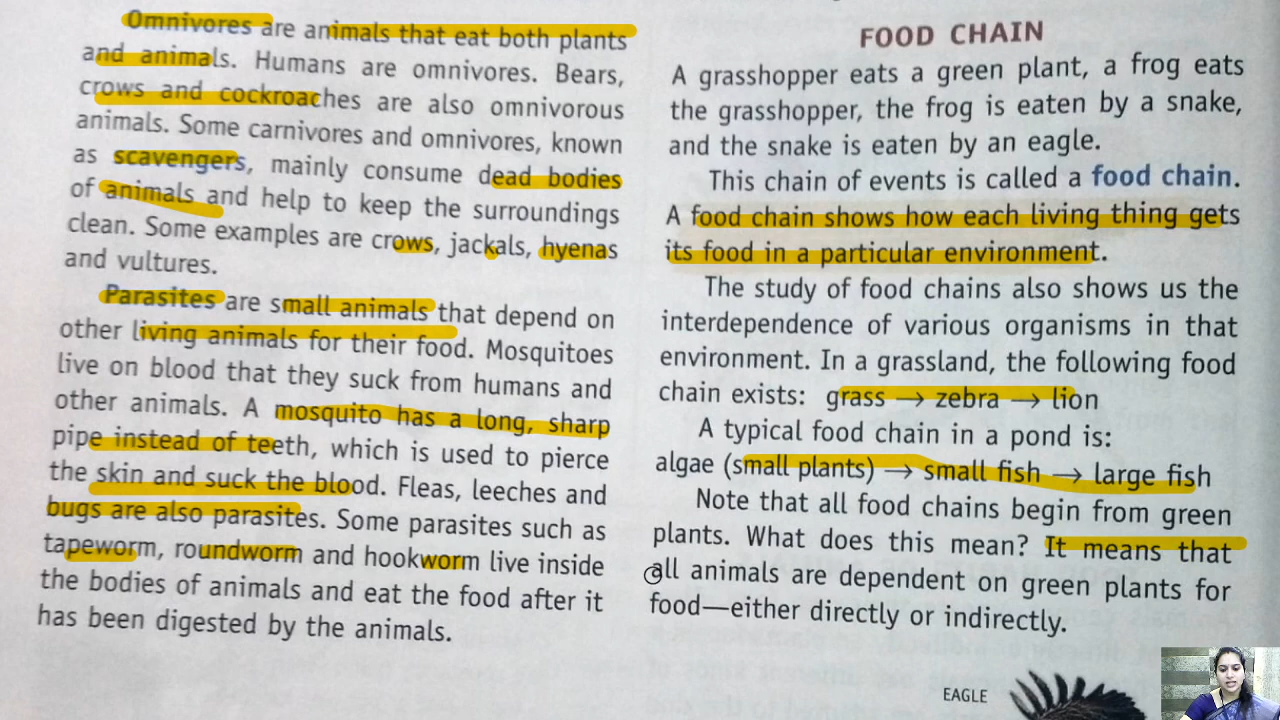 Omnivores are animals that eat both plants
and animals. Humans are omnivores. Bears,
crows and cockroaches are also omnivorous
animals. Some carnivores and omnivores, known
as scavengers, mainly consume dead bodies
of animals and help to keep the surroundings
clean. Some examples are crows, jackals, hyenas
and vultures.
Parasites are small animals that depend on
other living animals for their food. Mosquitoes
live on blood that they suck from humans and
other animals. A mosquito has a long, sharp
pipe instead of teeth, which is used to pierce
the skin and suck the blood. Fleas, leeches and
bugs are also parasites. Some parasites such as
tapeworm, roundworm and hookworm live inside
the bodies of animals and eat the food after it
has been digested by the animals.
FOOD CHAIN
A grasshopper eats a green plant, a frog eats
the grasshopper, the frog is eaten by a snake,
and the snake is eaten by an eagle.
This chain of events is called a food chain.
A food chain shows how each living thing gets
its food in a particular environment.
The study of food chains also shows us the
interdependence of various organisms in that
environment. In a grassland, the following food
chain exists: grass → zebra → lion
A typical food chain in a pond is:
algae (small plants) → small fish → large fish
Note that all food chains begin from green
plants. What does this mean? It means that
all animals are dependent on green plants for
food—either directly or indirectly.
EAGLE